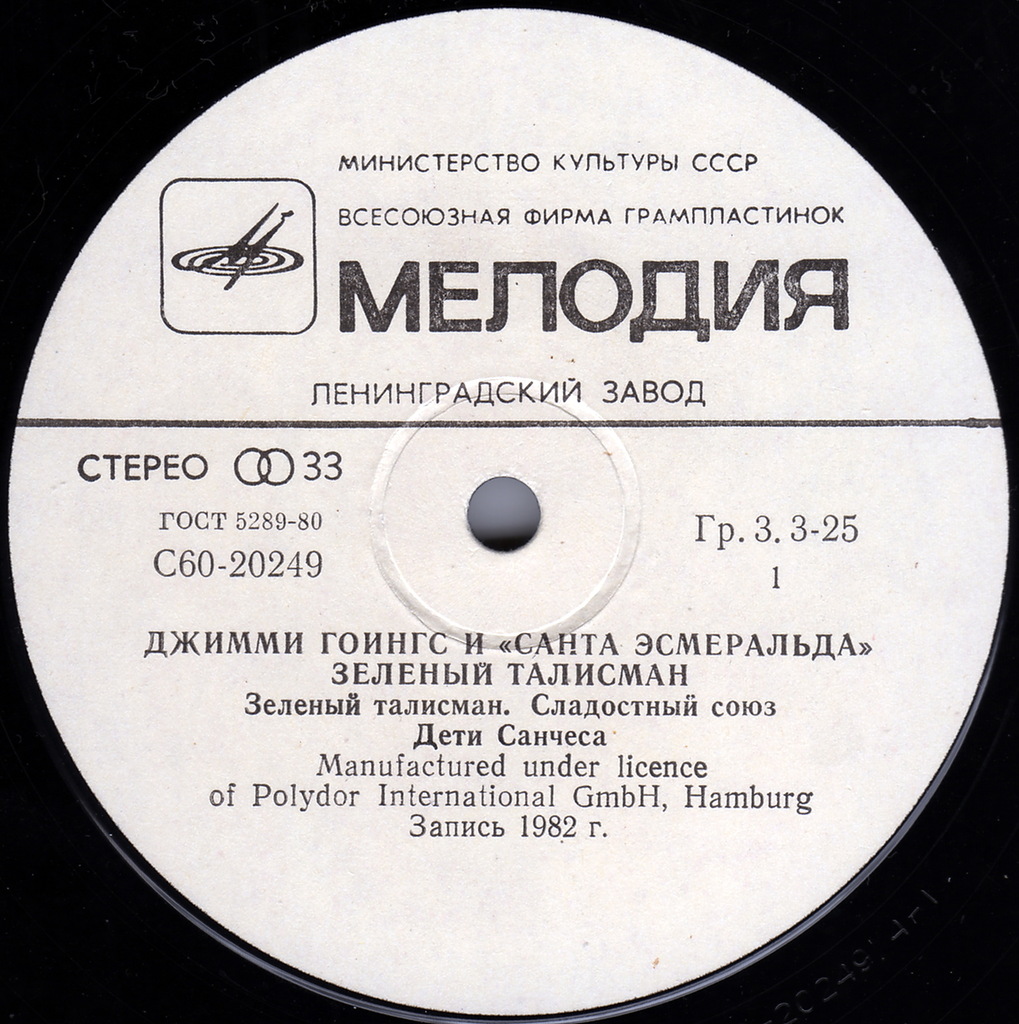 МИНИСТЕРСТВО КУЛЬТУРЫ СССР
ВСЕСОЮЗНАЯ ФИРМА ГРАМПЛАСТИНОК
МЕЛОДИЯ
ЛЕНИНГРАДСКИЙ ЗАВОД
СТЕРЕО 33
ГОСТ 5289-80
С60-20249
Гр. 3. 3-25
1
ДЖИММИ ГОИНГС И «САНТА ЭСМЕРАЛЬДА»
ЗЕЛЕНЫЙ ТАЛИСМАН
Зеленый талисман. Сладостный союз
Дети Санчеса
Manufactured under licence
of Polydor International GmbH, Hamburg
Запись 1982 г.